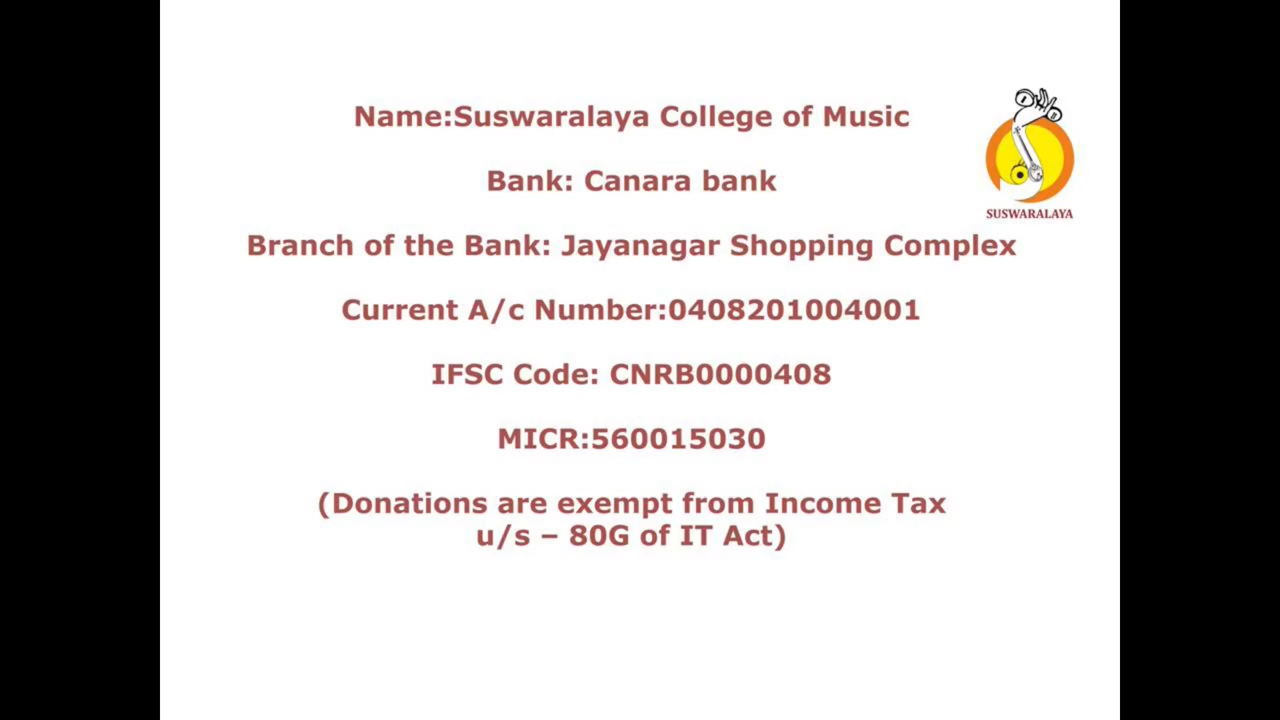 Name:Suswaralaya College of Music
Bank: Canara bank
SUSWARALAYA
Branch of the Bank: Jayanagar Shopping Complex
Current A/c Number:0408201004001
IFSC Code: CNRB0000408
MICR:560015030
(Donations are exempt from Income Tax
u/s – 80G of IT Act)